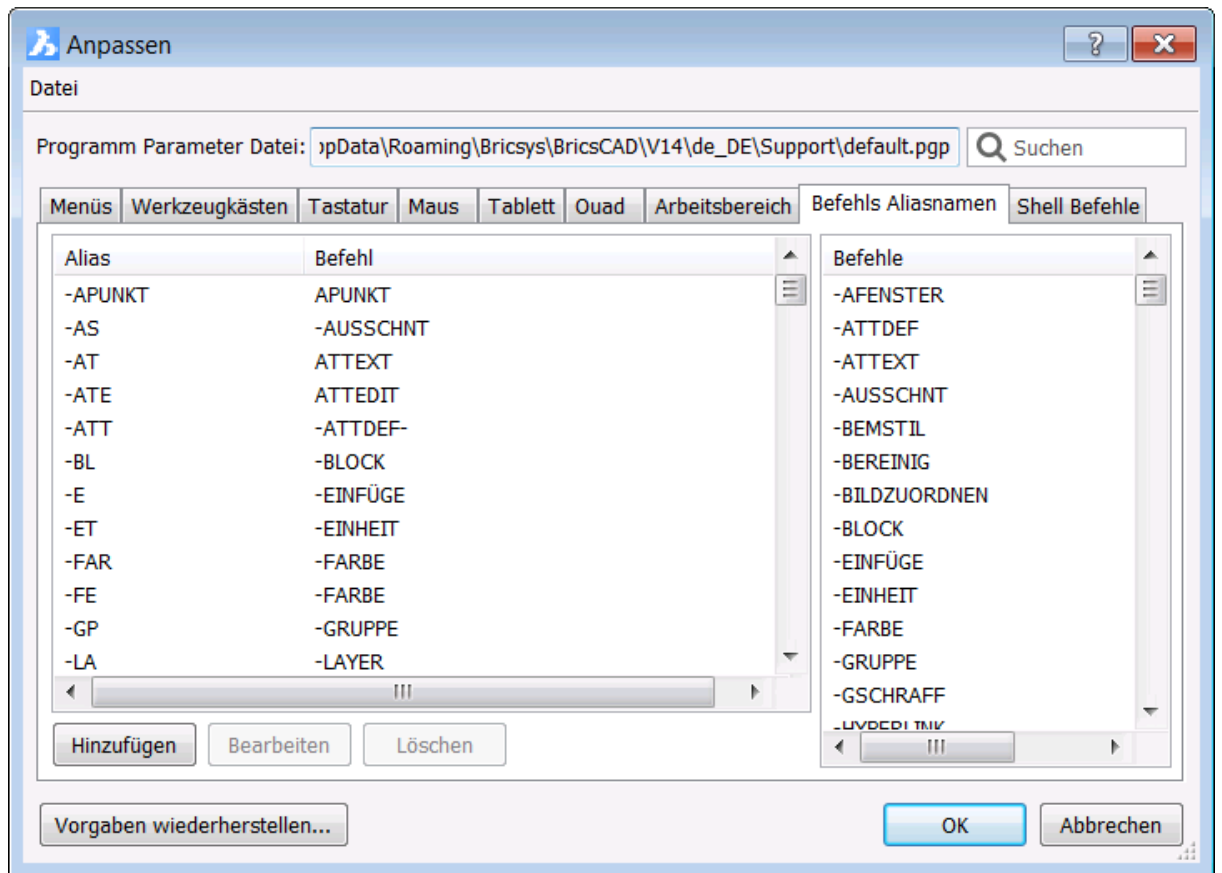 Anpassen
Datei
Programm Parameter Datei: ppData\Roaming\Bricsys\BricsCAD\V14\de_DE\Support\default.pgp Suchen
Menüs Werkzeugkästen Tastatur Maus Tablett Quad Arbeitsbereich Befehls Aliasnamen Shell Befehle
Alias Befehl
-APUNKT APUNKT
-AS -AUSSCHNT
-AT ATTEXT
-ATE ATTEDIT
-ATT -ATTDEF-
-BL -BLOCK
-E -EINFÜGE
-ET -EINHEIT
-FAR -FARBE
-FE -FARBE
-GP -GRUPPE
-LA -LAYER
Hinzufügen Bearbeiten Löschen
Befehle
-AFENSTER
-ATTDEF
-ATTEXT
-AUSSCHNT
-BEMSTIL
-BEREINIG
-BILDZUORDNEN
-BLOCK
-EINFÜGE
-EINHEIT
-FARBE
-GRUPPE
-GSCHRAFF
-HYPERLINK
Vorgaben wiederherstellen... OK Abbrechen